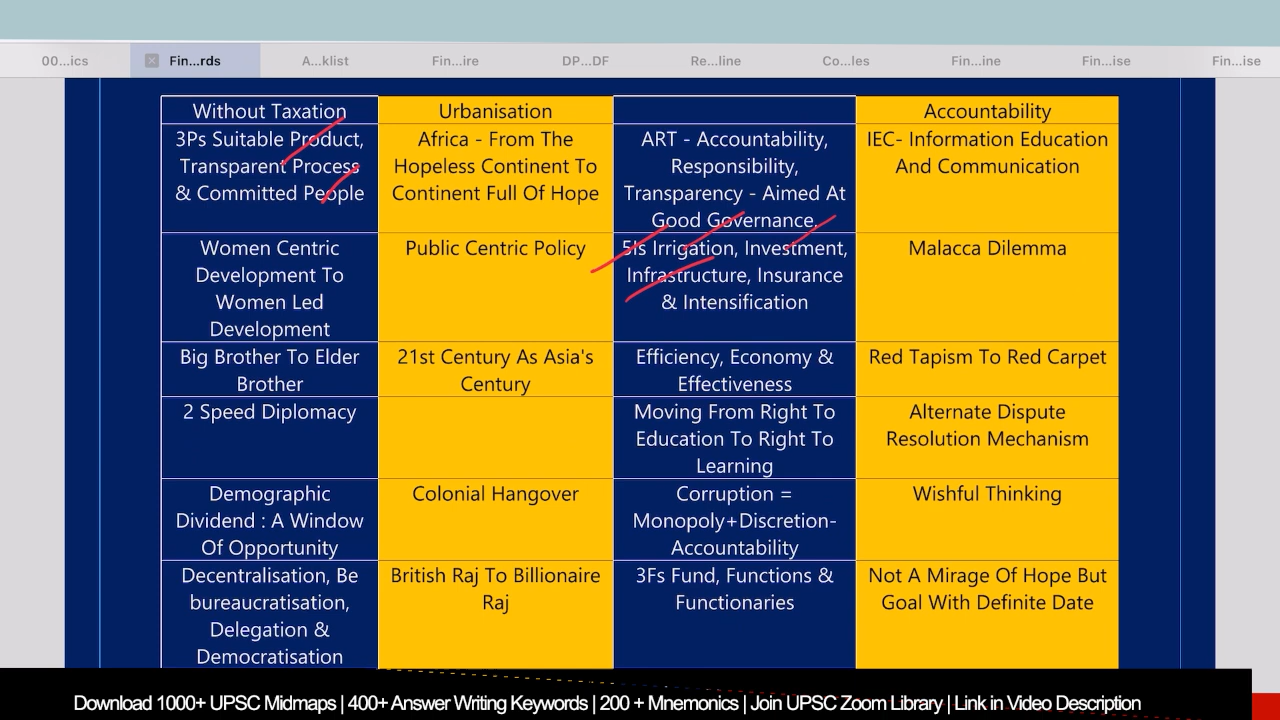 00...ics
Fin...rds
A...klist
Fin...ire
DP...DF
Re...line
Co...les
Fin...ine
Fin...ise
Fin...ise
Without Taxation
Urbanisation
Accountability
3Ps Suitable Product,
Transparent Process
& Committed People
Africa - From The
Hopeless Continent To
Continent Full Of Hope
ART - Accountability,
Responsibility,
Transparency - Aimed At
Good Governance.
IEC- Information Education
And Communication
Women Centric
Development To
Women Led
Development
Public Centric Policy
5Is Irrigation, Investment,
Infrastructure, Insurance
& Intensification
Malacca Dilemma
Big Brother To Elder
Brother
21st Century As Asia's
Century
Efficiency, Economy &
Effectiveness
Red Tapism To Red Carpet
2 Speed Diplomacy
Moving From Right To
Education To Right To
Learning
Alternate Dispute
Resolution Mechanism
Demographic
Dividend : A Window
Of Opportunity
Colonial Hangover
Corruption =
Monopoly+Discretion-
Accountability
Wishful Thinking
Decentralisation, Be
bureaucratisation,
Delegation &
Democratisation
British Raj To Billionaire
Raj
3Fs Fund, Functions &
Functionaries
Not A Mirage Of Hope But
Goal With Definite Date
Download 1000+ UPSC Midmaps | 400+ Answer Writing Keywords | 200 + Mnemonics | Join UPSC Zoom Library | Link in Video Description